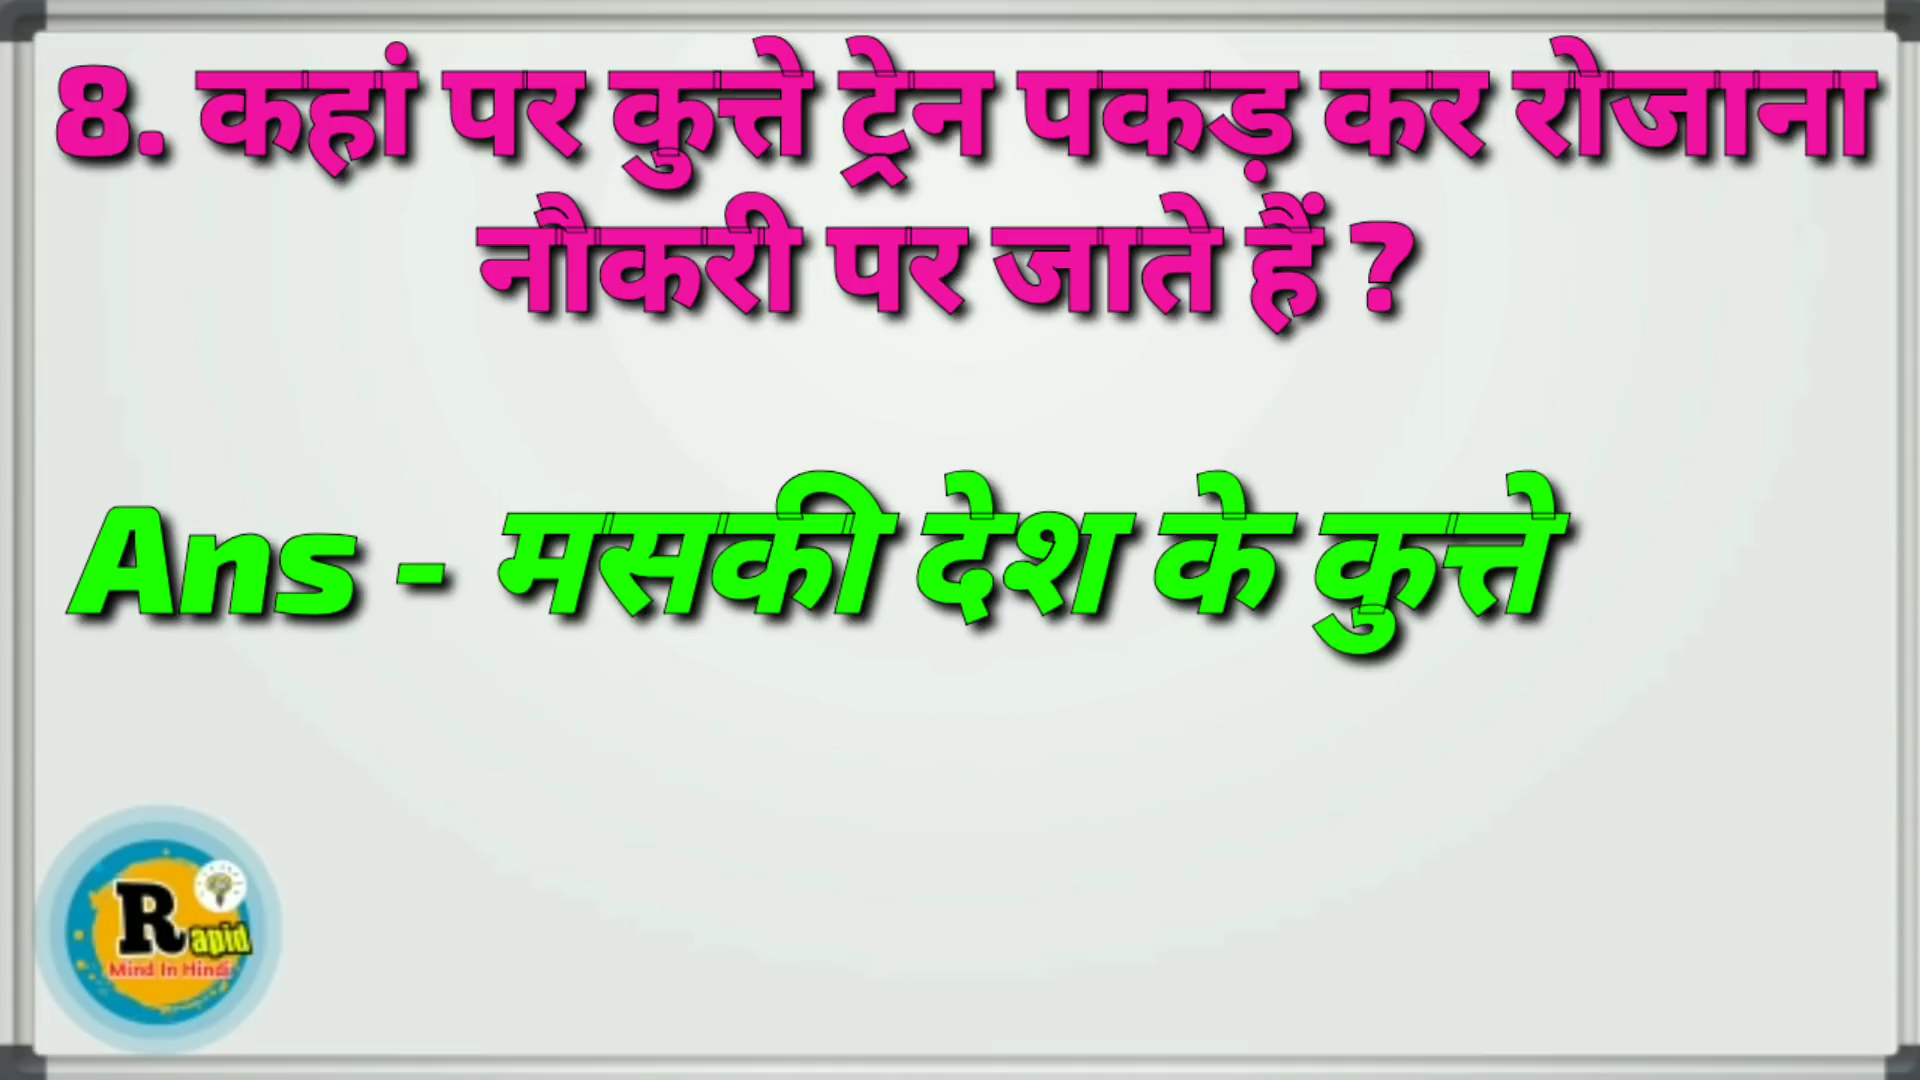 8. कहां पर कुत्ते ट्रेन पकड़ कर रोजाना
नौकरी पर जाते हैं ?
Ans - मसकी देश के कुत्ते
Rapid
Mind In Hindi